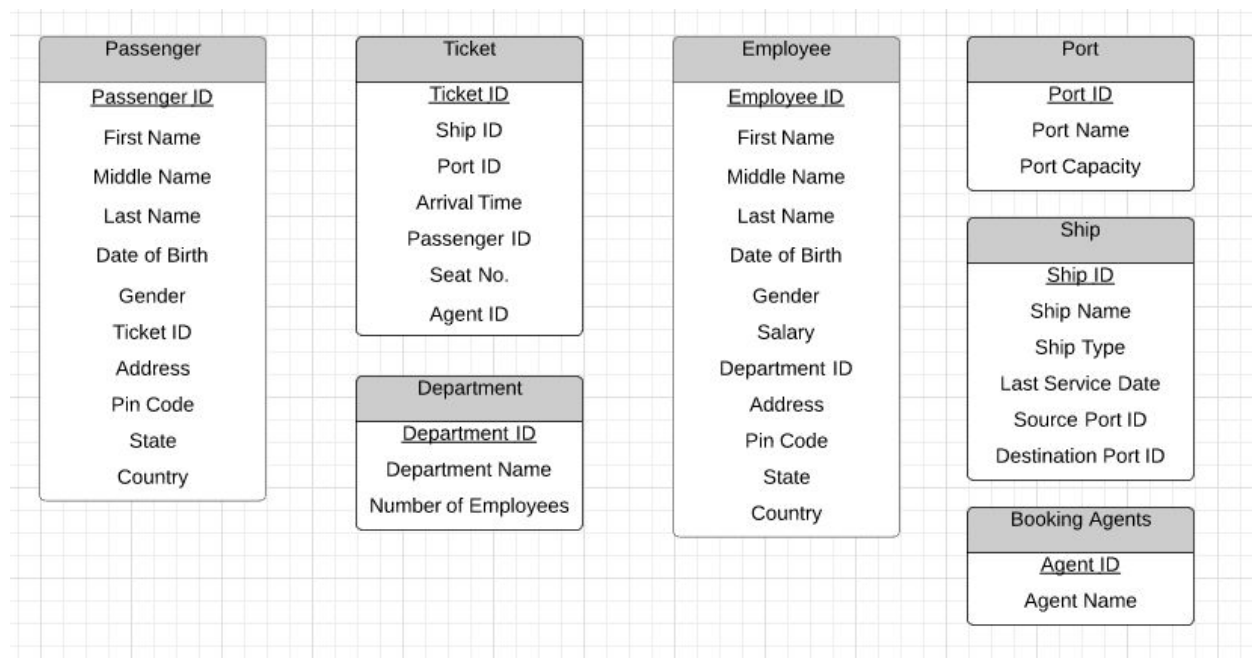 Passenger
Passenger ID
First Name
Middle Name
Last Name
Date of Birth
Gender
Ticket ID
Address
Pin Code
State
Country
Ticket
Ticket ID
Ship ID
Port ID
Arrival Time
Passenger ID
Seat No.
Agent ID
Department
Department ID
Department Name
Number of Employees
Employee
Employee ID
First Name
Middle Name
Last Name
Date of Birth
Gender
Salary
Department ID
Address
Pin Code
State
Country
Port
Port ID
Port Name
Port Capacity
Ship
Ship ID
Ship Name
Ship Type
Last Service Date
Source Port ID
Destination Port ID
Booking Agents
Agent ID
Agent Name